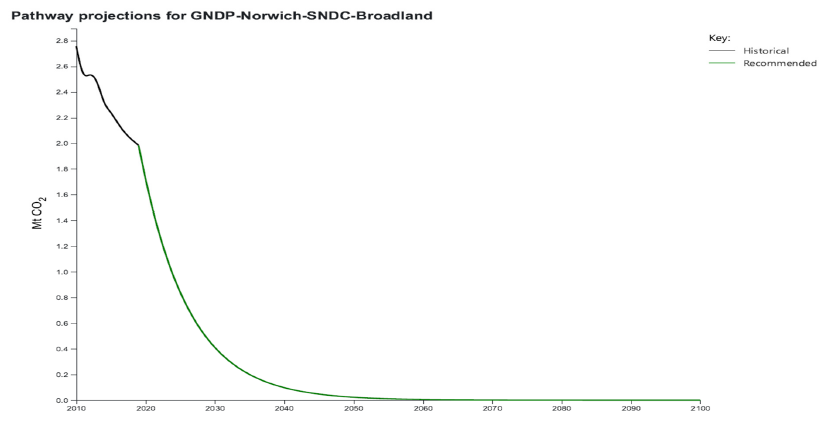 Pathway projections for GNDP-Norwich-SNDC-Broadland
Key:
Historical
Recommended
Mt CO2
2.8
2.6
2.4
2.2
2.0
1.8
1.6
1.4
1.2
1.0
0.8
0.6
0.4
0.2
0.0
2010 2020 2030 2040 2050 2060 2070 2080 2090 2100